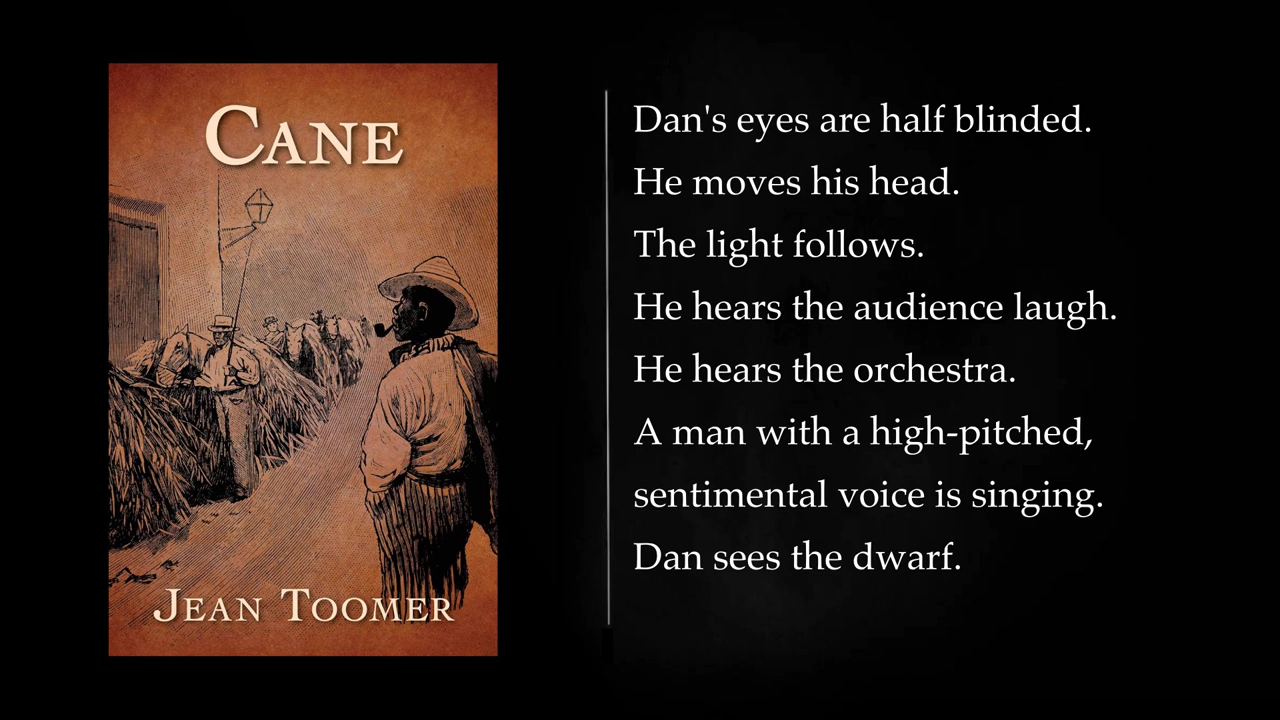 CANE
JEAN TOOMER
Dan's eyes are half blinded.
He moves his head.
The light follows.
He hears the audience laugh.
He hears the orchestra.
A man with a high-pitched,
sentimental voice is singing.
Dan sees the dwarf.